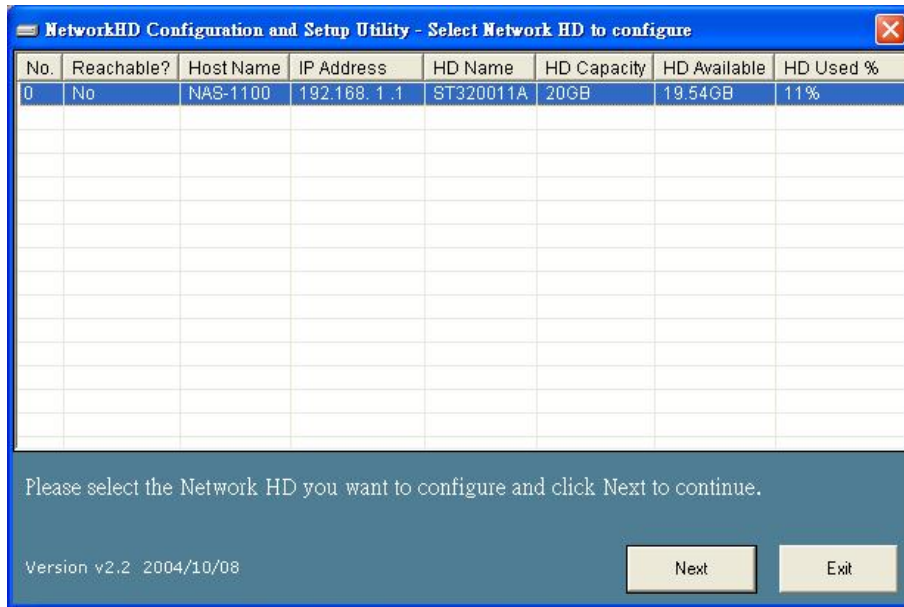 NetworkHD Configuration and Setup Utility - Select Network HD to configure
No. Reachable? Host Name IP Address HD Name HD Capacity HD Available HD Used %
0 No NAS-1100 192.168. 1 .1 ST320011A 20GB 19.54GB 11%
Please select the Network HD you want to configure and click Next to continue.
Version v2.2 2004/10/08
Next Exit